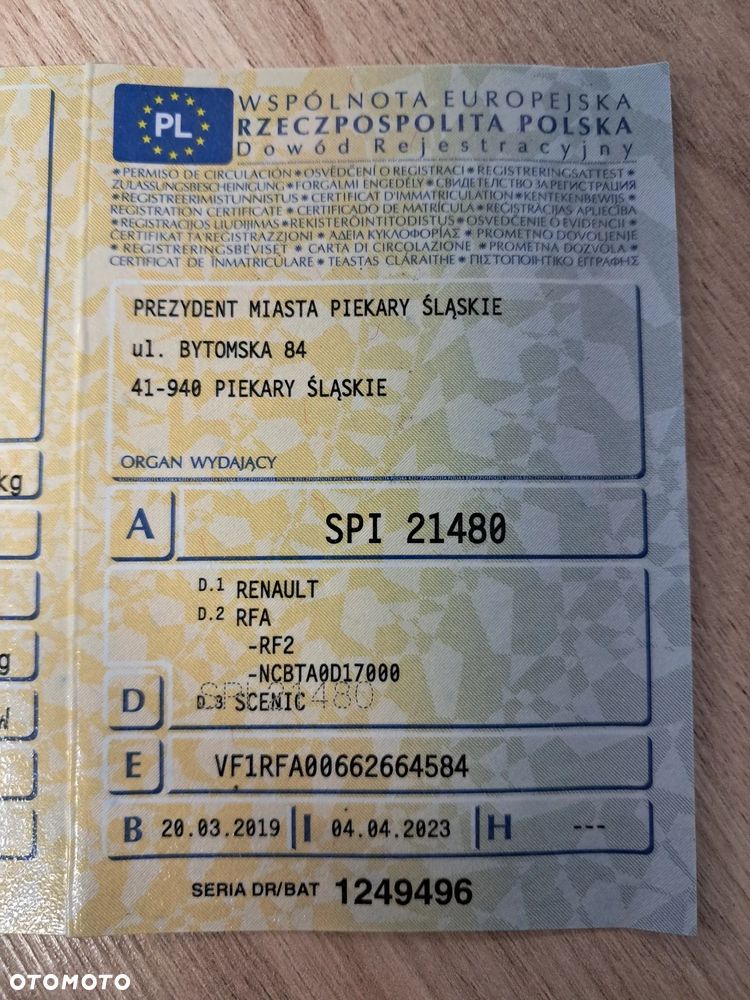 PL
WSPÓLNOTA EUROPEJSKA
RZECZPOSPOLITA POLSKA
Dowód Rejestracyjny
*PERMISO DE CIRCULACIÓN*OSVĚDČENÍ O REGISTRACI*REGISTRERINGSATTEST*
ZULASSUNGSBESCHEINIGUNG*FORGALMI ENGEDÉLY*СВИДЕТЕЛСТВО ЗА РЕГИСТРАЦИЯ
*REGISTREERIMISTUNNISTUS*CERTIFICAT D'IMMATRICULATION*KENTEKENBEWIJS*
REGISTRATION CERTIFICATE*CERTIFICADO DE MATRÍCULA*REĢISTRĀCIJAS APLIECĪBA
*REGISTRACIJOS LIUDIJIMAS*REKISTERÖINTITODISTUS*OSVEDČENIE O EVIDENCII*
ĊERTIFIKAT TA'REĠISTRAZZJONI*ΑΔΕΙΑ ΚΥΚΛΟΦΟΡΙΑΣ*PROMETNO DOVOLJENJE
*REGISTRERINGSBEVISET*CARTA DI CIRCOLAZIONE*PROMETNA DOZVOLA*
CERTIFICAT DE ÎNMATRICULARE*TEASTAS CLÁRAITHE*ΠΙΣΤΟΠΟΙΗΤΙΚΟ ΕΓΓΡΑΦΗΣ
PREZYDENT MIASTA PIEKARY ŚLĄSKIE
ul. BYTOMSKA 84
41-940 PIEKARY ŚLĄSKIE
ORGAN WYDAJĄCY
kg
A SPI 21480
D.1 RENAULT
D.2 RFA
-RF2
-NCBTA0D17000
g
SPI 21480
D D.3 SCENIC
E VF1RFA00662664584
B 20.03.2019 I 04.04.2023 H ---
SERIA DR/BAT 1249496
OTOMOTO